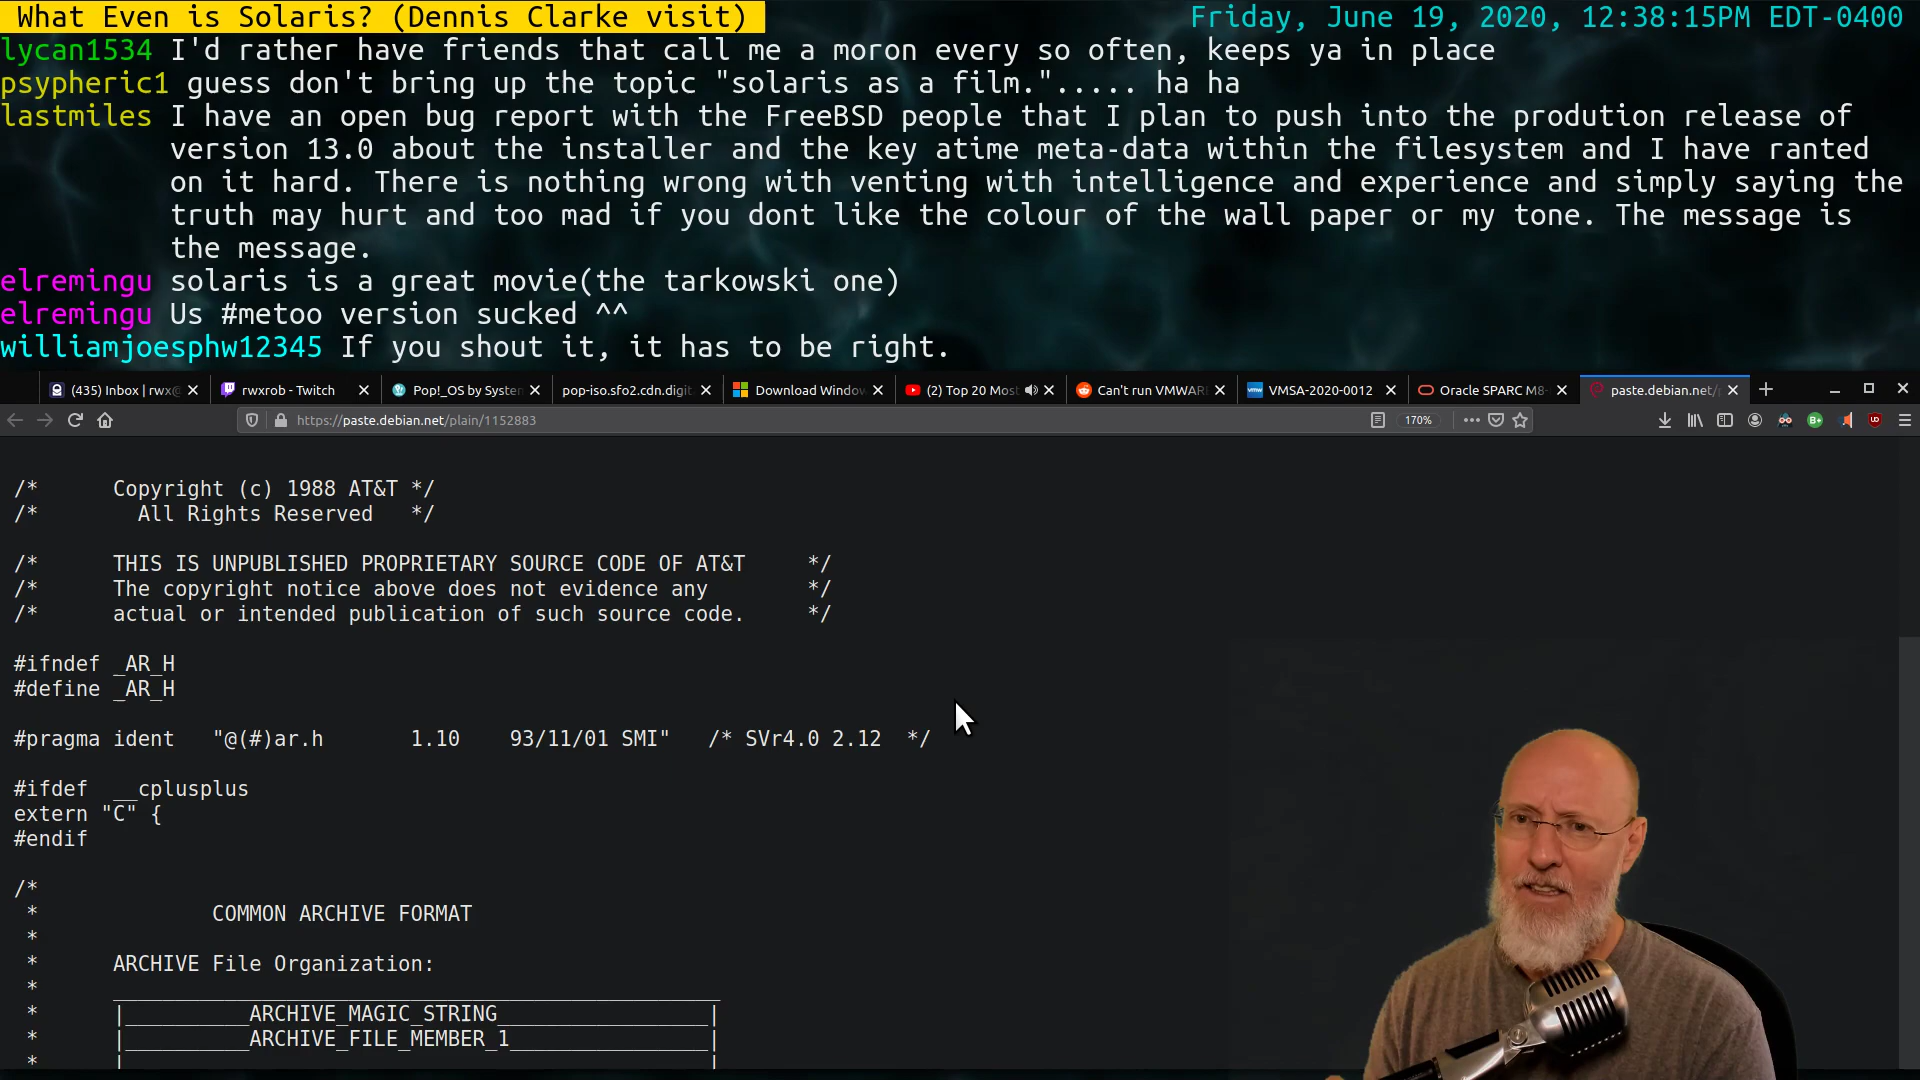 What Even is Solaris? (Dennis Clarke visit) Friday, June 19, 2020, 12:38:15PM EDT-0400
lycan1534 I'd rather have friends that call me a moron every so often, keeps ya in place
psypheric1 guess don't bring up the topic "solaris as a film."..... ha ha
lastmiles I have an open bug report with the FreeBSD people that I plan to push into the prodution release of
version 13.0 about the installer and the key atime meta-data within the filesystem and I have ranted
on it hard. There is nothing wrong with venting with intelligence and experience and simply saying the
truth may hurt and too mad if you dont like the colour of the wall paper or my tone. The message is
the message.
elremingu solaris is a great movie(the tarkowski one)
elremingu Us #metoo version sucked ^^
williamjoesphw12345 If you shout it, it has to be right.
(435) Inbox | rwx@ rwxrob - Twitch Pop!_OS by System pop-iso.sfo2.cdn.digit Download Windo (2) Top 20 Most Can't run VMWAR VMSA-2020-0012 Oracle SPARC M8- paste.debian.net/
https://paste.debian.net/plain/1152883 170%
/* Copyright (c) 1988 AT&T */
/* All Rights Reserved */
/* THIS IS UNPUBLISHED PROPRIETARY SOURCE CODE OF AT&T */
/* The copyright notice above does not evidence any */
/* actual or intended publication of such source code. */
#ifndef _AR_H
#define _AR_H
#pragma ident "@(#)ar.h 1.10 93/11/01 SMI" /* SVr4.0 2.12 */
#ifdef __cplusplus
extern "C" {
#endif
/*
* COMMON ARCHIVE FORMAT
*
* ARCHIVE File Organization:
* _________________________________________________
* |__________ARCHIVE_MAGIC_STRING_________________|
* |__________ARCHIVE_FILE_MEMBER_1________________|
* | |